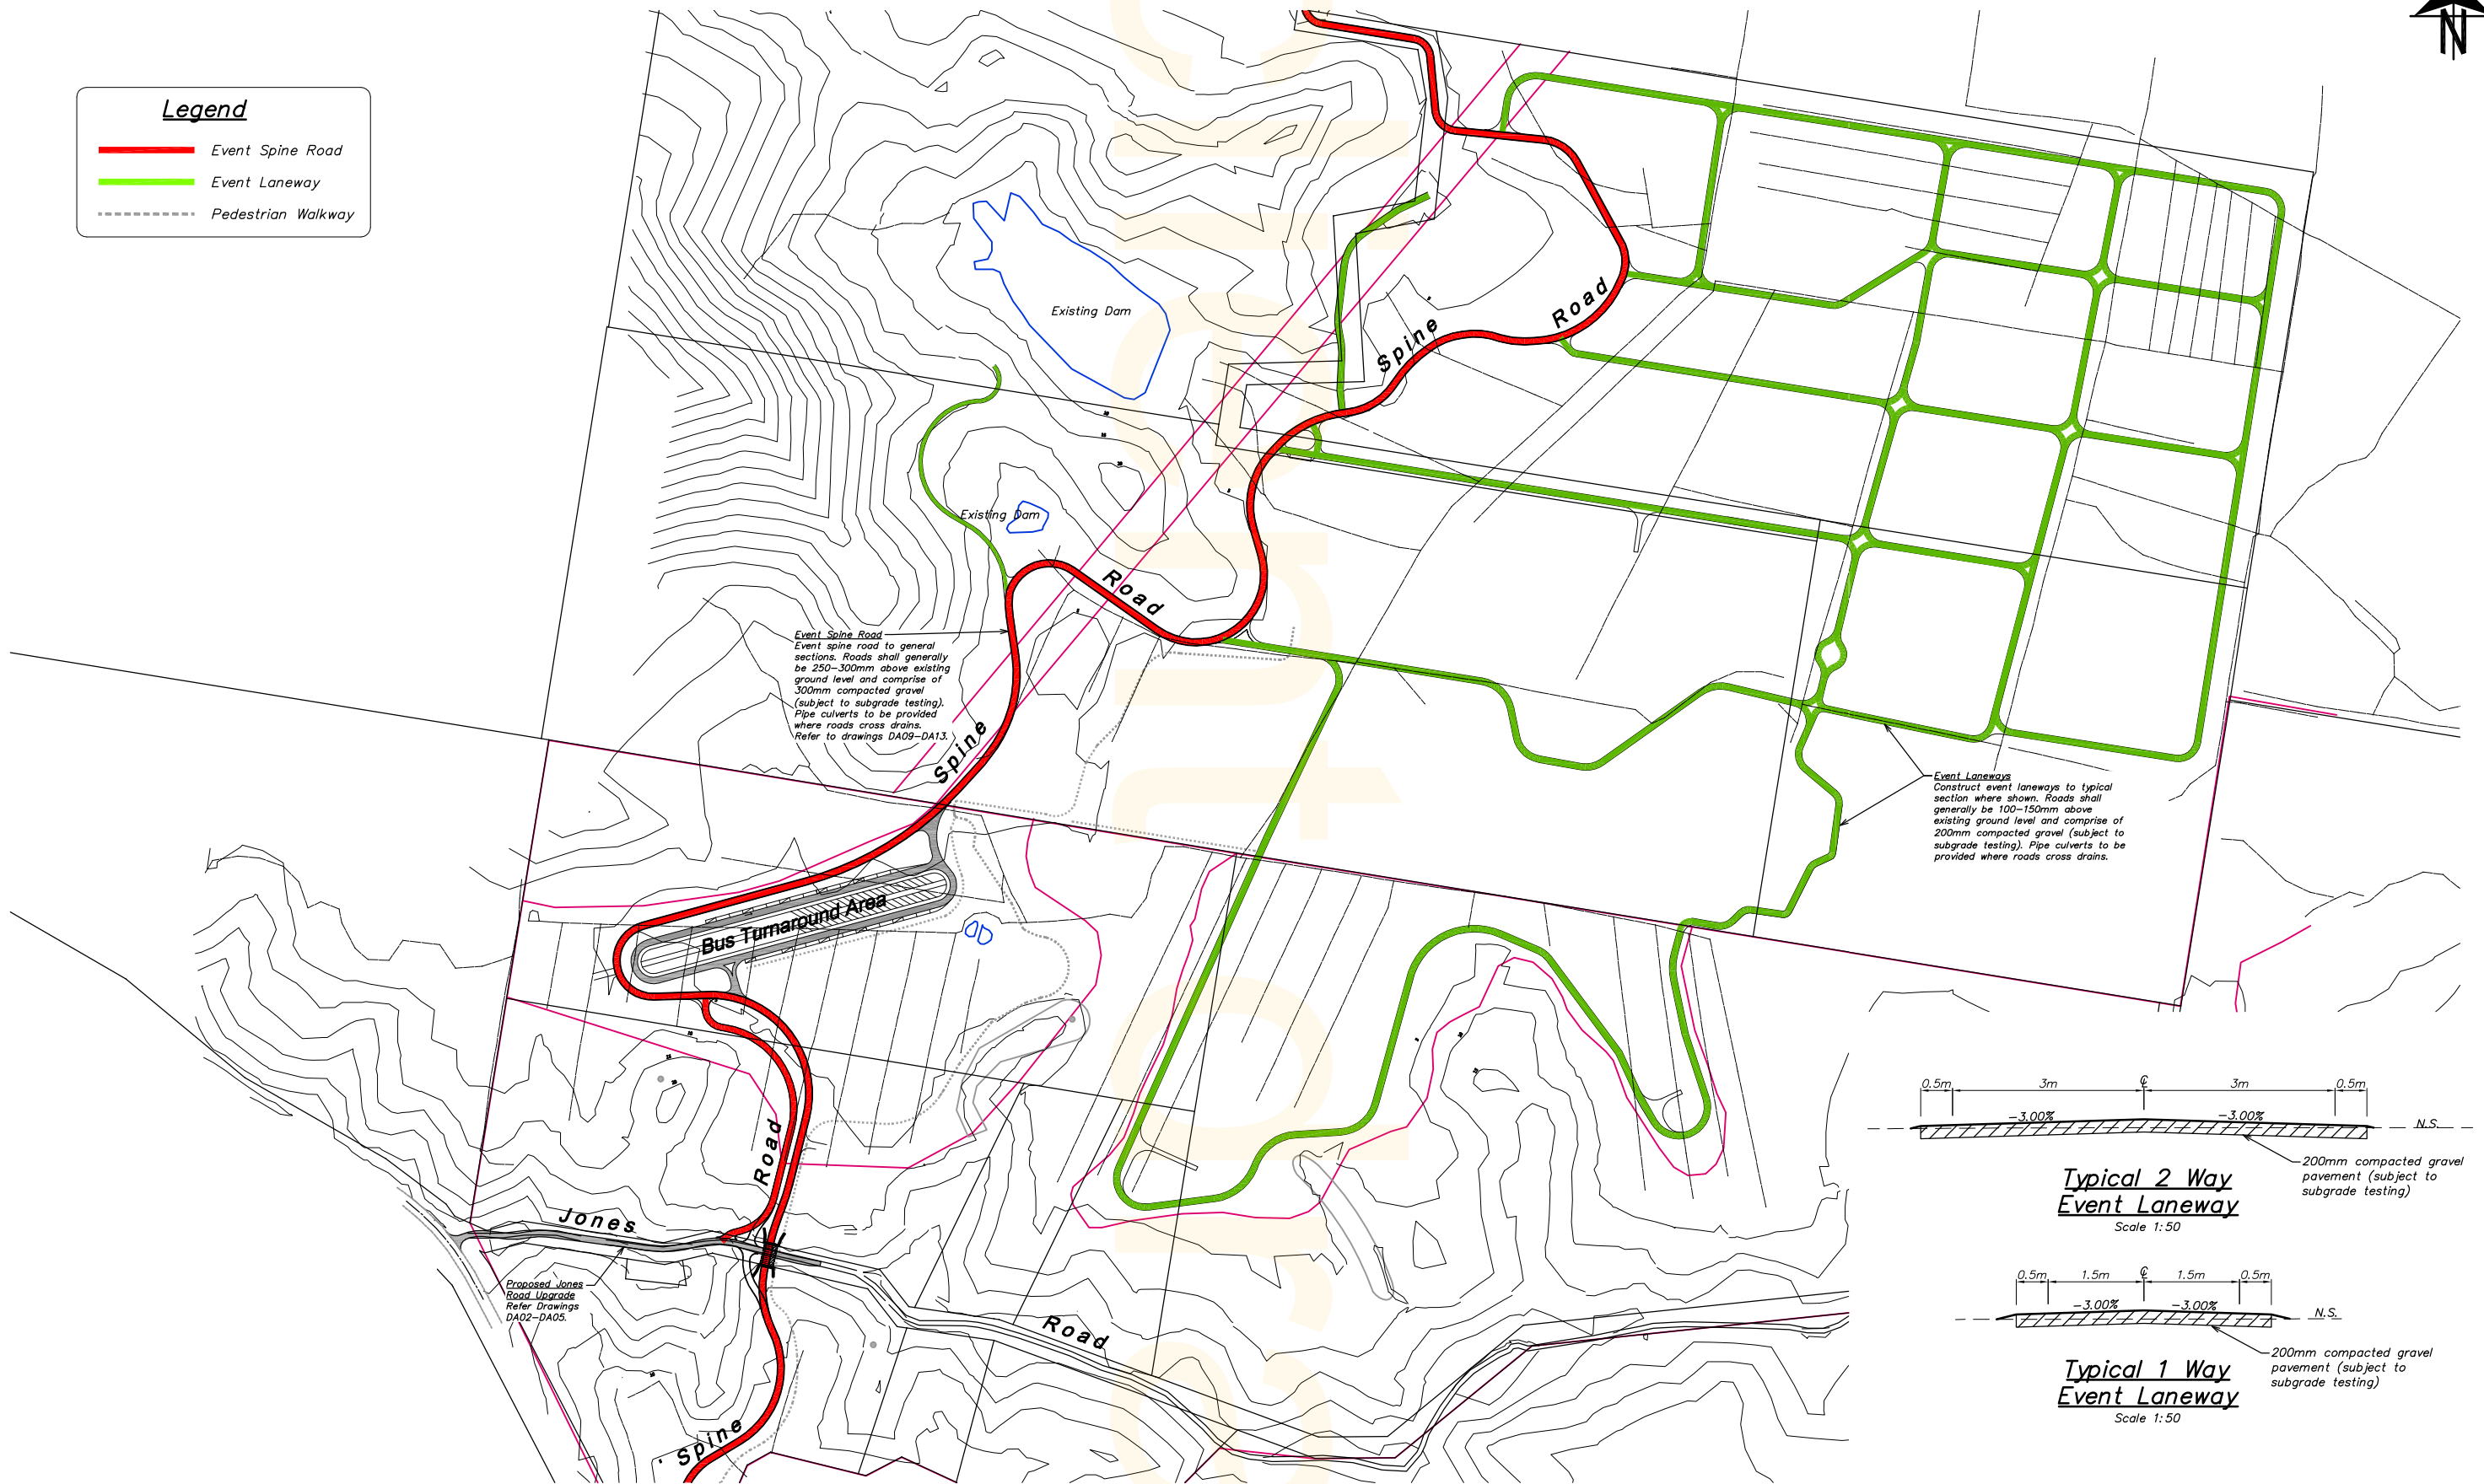 N
Legend
Event Spine Road
Event Laneway
Pedestrian Walkway
Existing Dam
Spine Road
Existing Dam
Road
Event Spine Road
Event spine road to general
sections. Roads shall generally
be 250-300mm above existing
ground level and comprise of
300mm compacted gravel
(subject to subgrade testing).
Pipe culverts to be provided
where roads cross drains.
Refer to drawings DA09-DA13.
Spine
Event Laneways
Construct event laneways to typical
section where shown. Roads shall
generally be 100-150mm above
existing ground level and comprise of
200mm compacted gravel (subject to
subgrade testing). Pipe culverts to be
provided where roads cross drains.
Bus Turnaround Area
Road
Jones
Proposed Jones
Road Upgrade
Refer Drawings
DA02-DA05.
Road
Spine
0.5m 3m ℄ 3m 0.5m
-3.00% -3.00%
N.S.
200mm compacted gravel
pavement (subject to
subgrade testing)
Typical 2 Way
Event Laneway
Scale 1:50
0.5m 1.5m ℄ 1.5m 0.5m
-3.00% -3.00%
N.S.
200mm compacted gravel
pavement (subject to
subgrade testing)
Typical 1 Way
Event Laneway
Scale 1:50